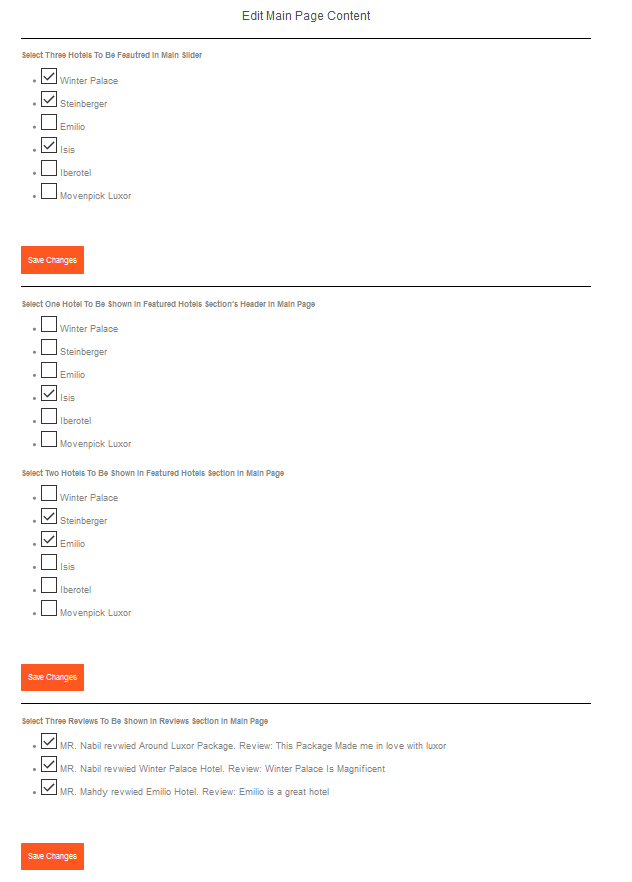 Edit Main Page Content
Select Three Hotels To Be Feautred in Main Slider
Winter Palace
Steinberger
Emilio
Isis
Iberotel
Movenpick Luxor
Save Changes
Select One Hotel To Be Shown in Featured Hotels Section's Header in Main Page
Winter Palace
Steinberger
Emilio
Isis
Iberotel
Movenpick Luxor
Select Two Hotels To Be Shown in Featured Hotels Section in Main Page
Winter Palace
Steinberger
Emilio
Isis
Iberotel
Movenpick Luxor
Save Changes
Select Three Reviews To Be Shown in Reviews Section in Main Page
MR. Nabil revwied Around Luxor Package. Review: This Package Made me in love with luxor
MR. Nabil revwied Winter Palace Hotel. Review: Winter Palace Is Magnificent
MR. Mahdy revwied Emilio Hotel. Review: Emilio is a great hotel
Save Changes